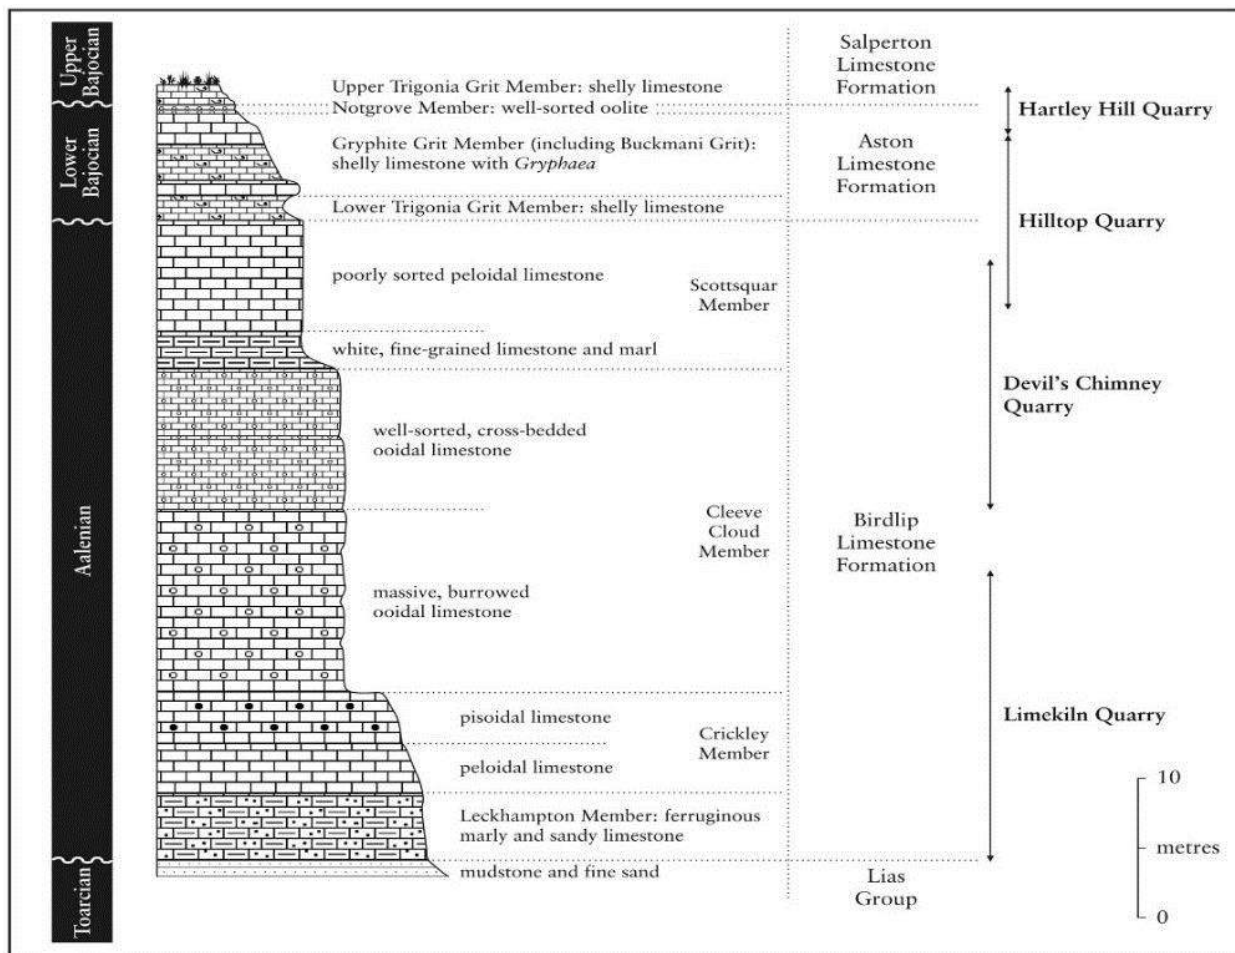 Upper
Bajocian
Lower
Bajocian
Aalenian
Toarcian
Upper Trigonia Grit Member: shelly limestone
Notgrove Member: well-sorted oolite
Gryphite Grit Member (including Buckmani Grit):
shelly limestone with Gryphaea
Lower Trigonia Grit Member: shelly limestone
poorly sorted peloidal limestone
white, fine-grained limestone and marl
well-sorted, cross-bedded
ooidal limestone
massive, burrowed
ooidal limestone
pisoidal limestone
peloidal limestone
Leckhampton Member: ferruginous
marly and sandy limestone
mudstone and fine sand
Scottsquar
Member
Cleeve
Cloud
Member
Crickley
Member
Salperton
Limestone
Formation
Aston
Limestone
Formation
Birdlip
Limestone
Formation
Lias
Group
Hartley Hill Quarry
Hilltop Quarry
Devil's Chimney
Quarry
Limekiln Quarry
10
metres
0